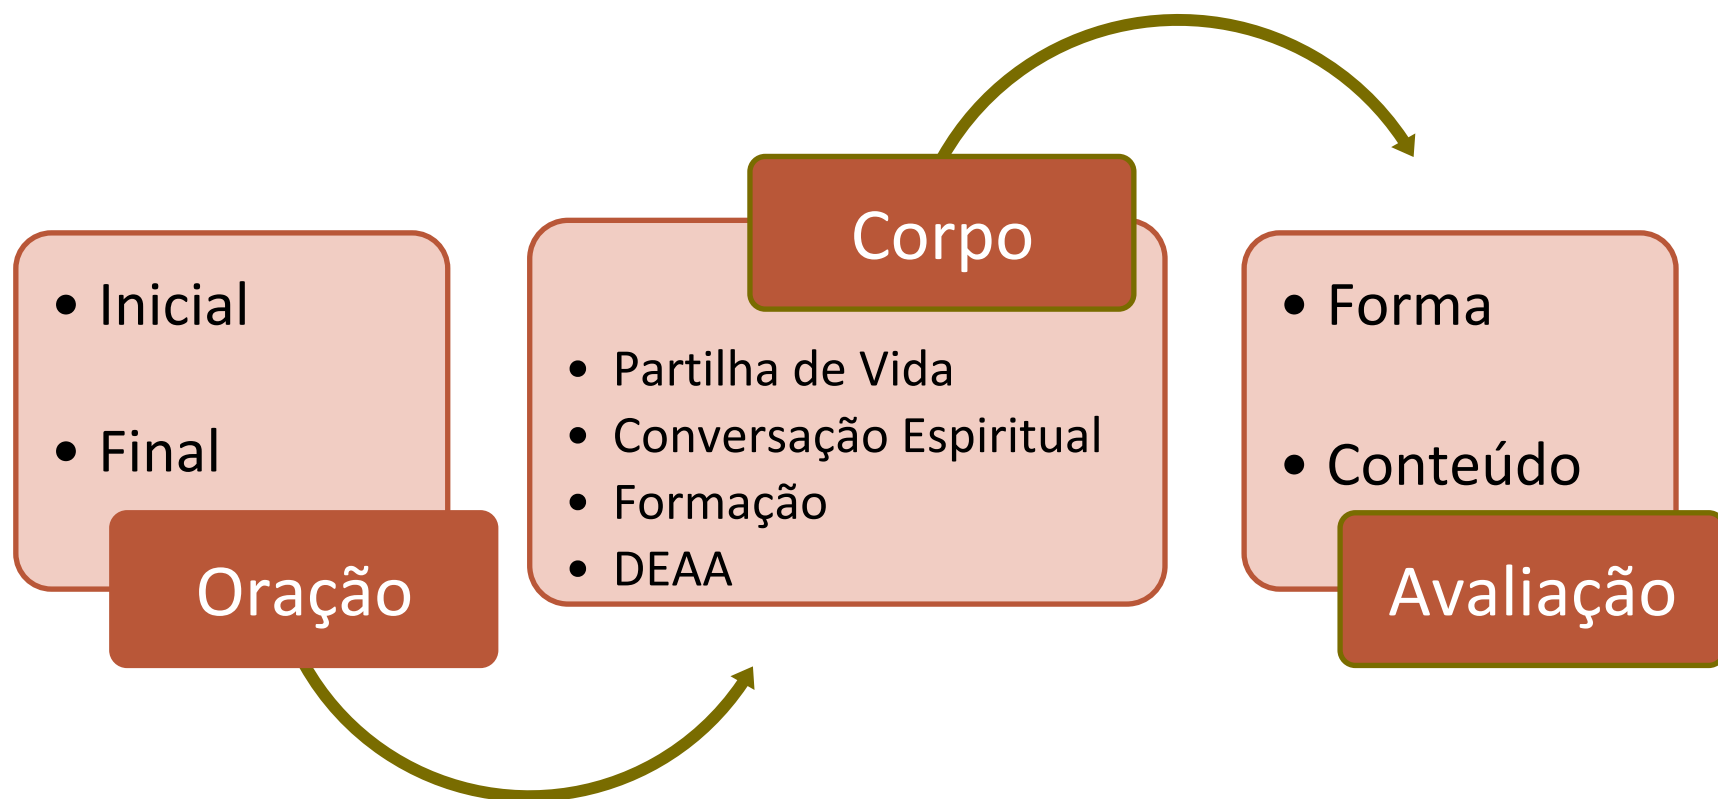 • Inicial
• Final
Oração
Corpo
• Partilha de Vida
• Conversação Espiritual
• Formação
• DEAA
• Forma
• Conteúdo
Avaliação